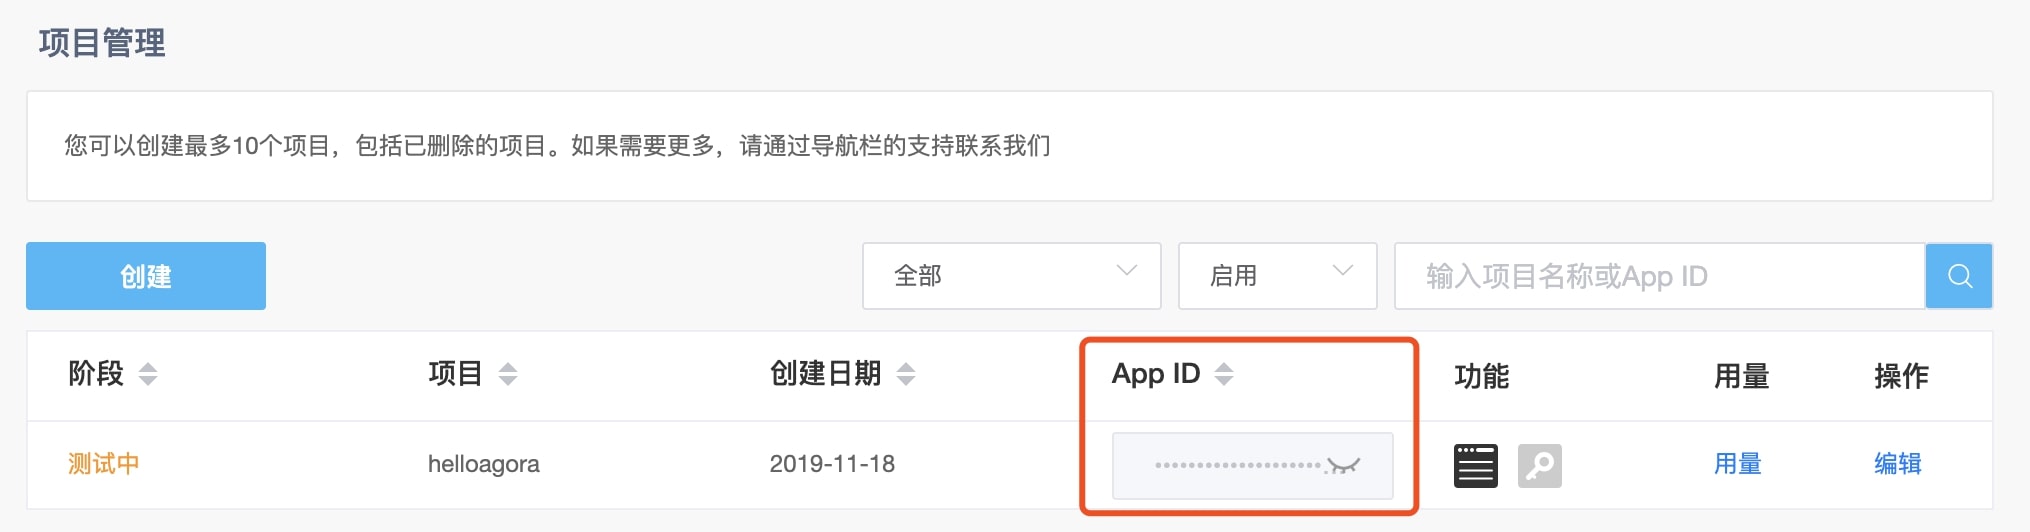 项目管理
您可以创建最多10个项目，包括已删除的项目。如果需要更多，请通过导航栏的支持联系我们
创建 全部 启用 输入项目名称或App ID
阶段 项目 创建日期 App ID 功能 用量 操作
测试中 helloagora 2019-11-18 用量 编辑